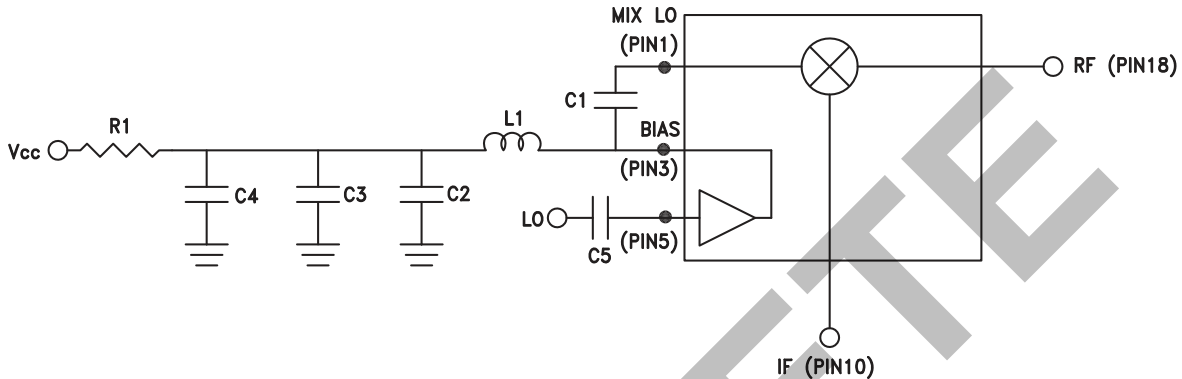 MIX LO
(PIN1)
RF (PIN18)
C1
R1
L1
BIAS
Vcc
(PIN3)
C4
C3
C2
LO
C5
(PIN5)
IF (PIN10)